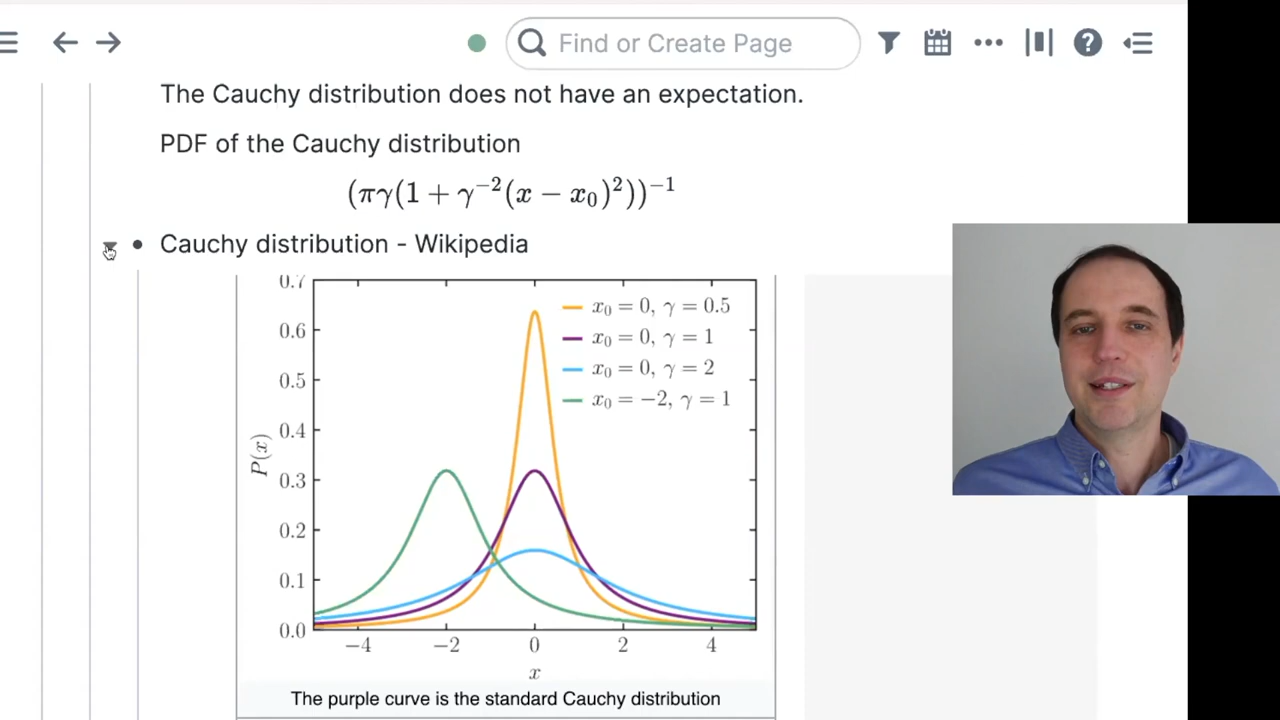 Find or Create Page
The Cauchy distribution does not have an expectation.
PDF of the Cauchy distribution
(πγ(1 + γ⁻²(x − x₀)²))⁻¹
Cauchy distribution - Wikipedia
0.7
x₀ = 0, γ = 0.5
0.6
x₀ = 0, γ = 1
x₀ = 0, γ = 2
0.5
x₀ = −2, γ = 1
0.4
P(x)
0.3
0.2
0.1
0.0
−4 −2 0 2 4
x
The purple curve is the standard Cauchy distribution